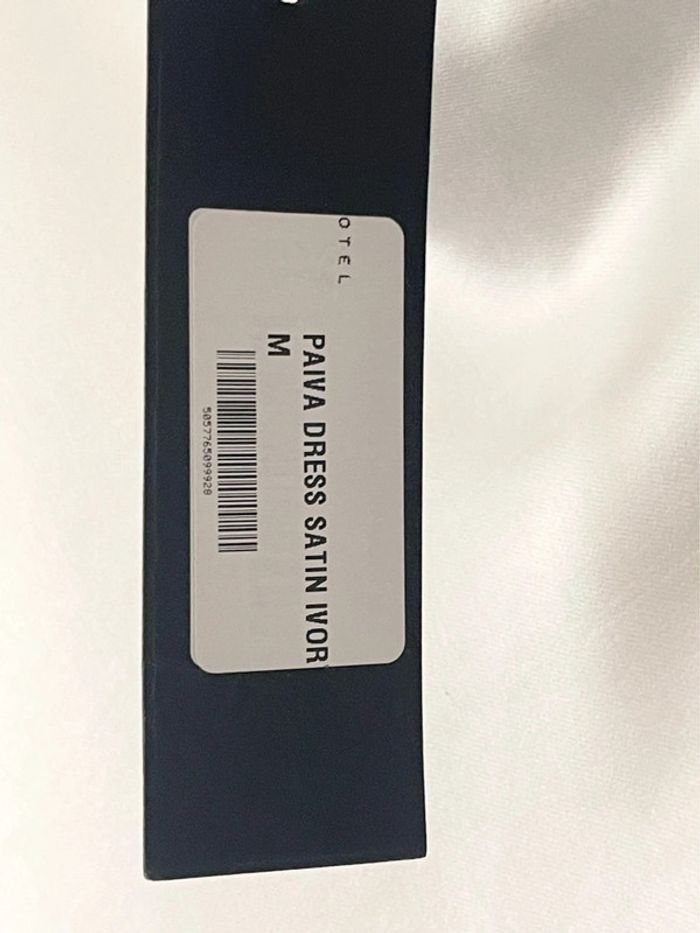 OTEL
PAIVA DRESS SATIN IVOR
M
5057765099928